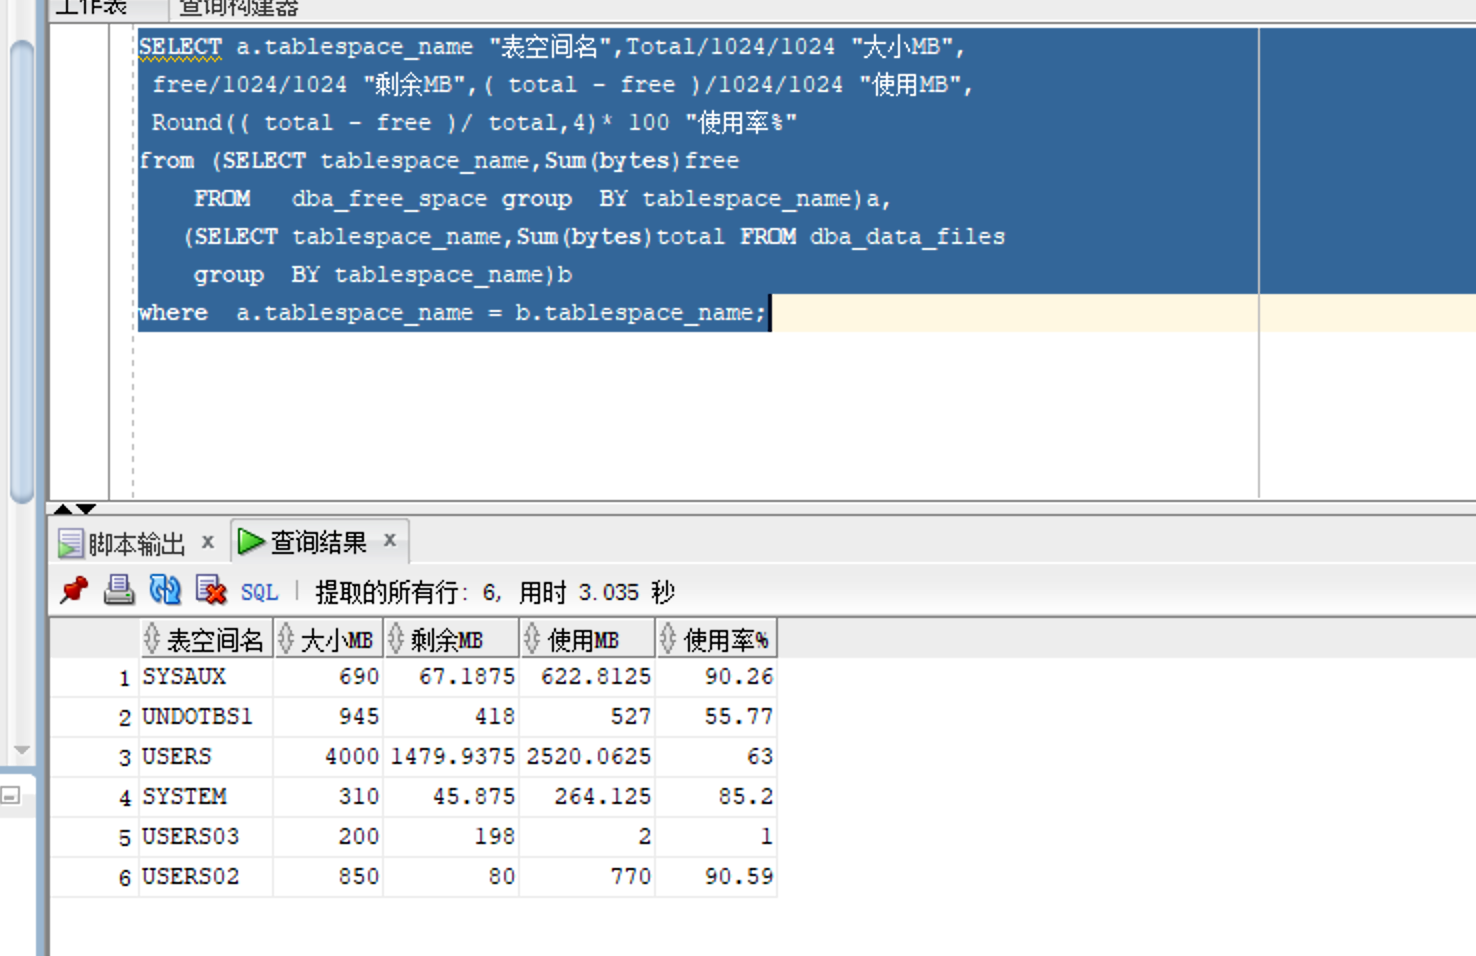 工作表 查询构建器
SELECT a.tablespace_name "表空间名",Total/1024/1024 "大小MB",
free/1024/1024 "剩余MB",( total - free )/1024/1024 "使用MB",
Round(( total - free )/ total,4)* 100 "使用率%"
from (SELECT tablespace_name,Sum(bytes)free
FROM   dba_free_space group  BY tablespace_name)a,
(SELECT tablespace_name,Sum(bytes)total FROM dba_data_files
group  BY tablespace_name)b
where  a.tablespace_name = b.tablespace_name;
脚本输出 x 查询结果 x
SQL | 提取的所有行: 6, 用时 3.035 秒
表空间名 大小MB 剩余MB 使用MB 使用率%
1 SYSAUX 690 67.1875 622.8125 90.26
2 UNDOTBS1 945 418 527 55.77
3 USERS 4000 1479.9375 2520.0625 63
4 SYSTEM 310 45.875 264.125 85.2
5 USERS03 200 198 2 1
6 USERS02 850 80 770 90.59